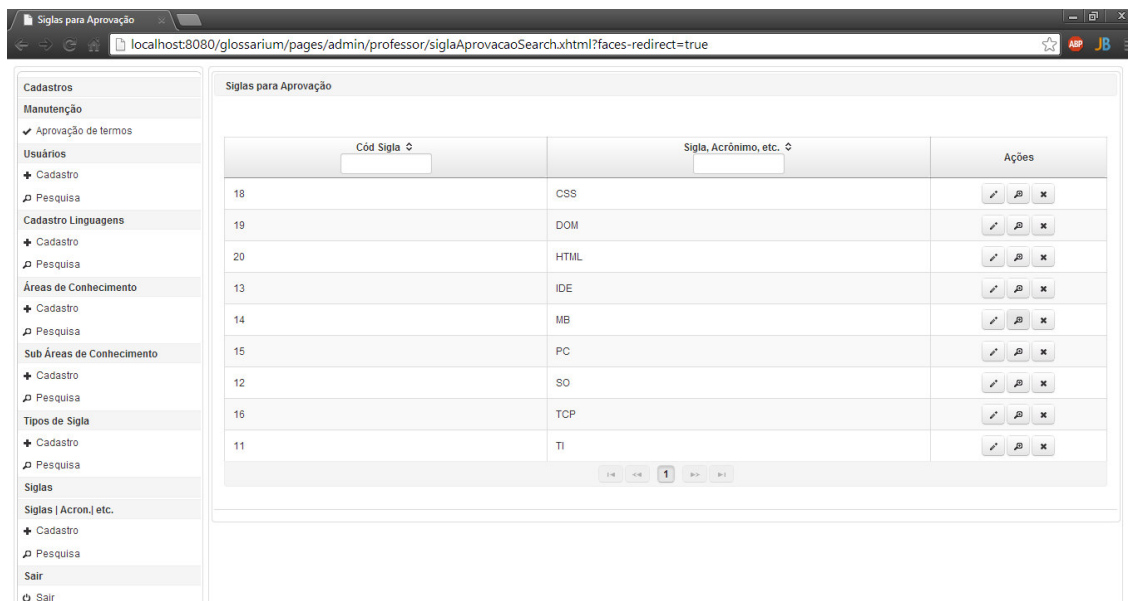 Siglas para Aprovação
localhost:8080/glossarium/pages/admin/professor/siglaAprovacaoSearch.xhtml?faces-redirect=true
ABP
JB
Cadastros
Manutenção
Aprovação de termos
Usuários
Cadastro
Pesquisa
Cadastro Linguagens
Cadastro
Pesquisa
Áreas de Conhecimento
Cadastro
Pesquisa
Sub Áreas de Conhecimento
Cadastro
Pesquisa
Tipos de Sigla
Cadastro
Pesquisa
Siglas
Siglas | Acron.| etc.
Cadastro
Pesquisa
Sair
Sair
Siglas para Aprovação
Cód Sigla Sigla, Acrônimo, etc. Ações
18 CSS
19 DOM
20 HTML
13 IDE
14 MB
15 PC
12 SO
16 TCP
11 TI
1